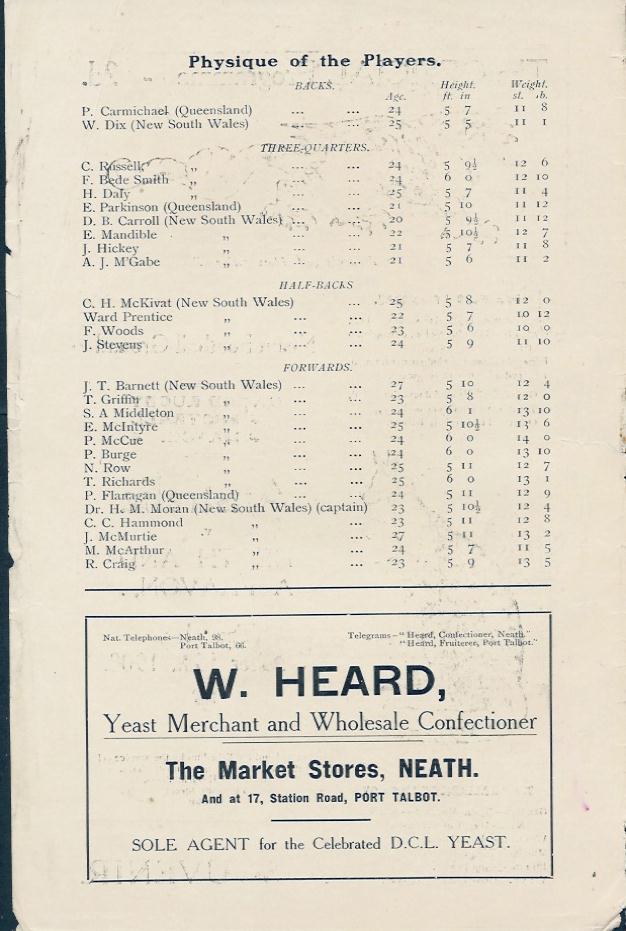 Physique of the Players.
BACKS. Height. Weight.
Age. ft. in st. lb.
P. Carmichael (Queensland) ... ... 24 5 7 11 8
W. Dix (New South Wales) ... ... 25 5 5 11 1
THREE-QUARTERS.
C. Russell „ ... ... 24 5 9½ 12 6
F. Bede Smith „ ... ... 24 6 0 12 10
H. Daly „ ... ... 25 5 7 11 4
E. Parkinson (Queensland) ... ... 21 5 10 11 12
D. B. Carroll (New South Wales) ... ... 20 5 9½ 11 12
E. Mandible „ ... ... 22 5 10½ 12 7
J. Hickey „ ... ... 21 5 7 11 8
A. J. M'Gabe „ ... ... 21 5 6 11 2
HALF-BACKS
C. H. McKivat (New South Wales) ... 25 5 8 12 0
Ward Prentice „ ... ... 22 5 7 10 12
F. Woods „ ... ... 23 5 6 10 0
J. Stevens „ ... ... 24 5 9 11 10
FORWARDS.
J. T. Barnett (New South Wales) ... ... 27 5 10 12 4
T. Griffin „ ... ... 23 5 8 12 0
S. A Middleton „ ... ... 24 6 1 13 10
E. McIntyre „ ... ... 25 5 10½ 13 6
P. McCue „ ... ... 24 6 0 14 0
P. Burge „ ... ... 24 6 0 13 10
N. Row „ ... ... 25 5 11 12 7
T. Richards „ ... ... 25 6 0 13 1
P. Flanagan (Queensland) ... ... 24 5 11 12 9
Dr. H. M. Moran (New South Wales) (captain) 23 5 10½ 12 4
C. C. Hammond „ ... 23 5 11 12 8
J. McMurtie „ ... 27 5 11 13 2
M. McArthur „ ... 24 5 7 11 5
R. Craig „ ... 23 5 9 13 5
Nat. Telephones—Neath, 98. Telegrams—"Heard, Confectioner, Neath."
Port Talbot, 66. "Heard, Fruiterer, Port Talbot."
W. HEARD,
Yeast Merchant and Wholesale Confectioner
The Market Stores, NEATH.
And at 17, Station Road, PORT TALBOT.
SOLE AGENT for the Celebrated D.C.L. YEAST.